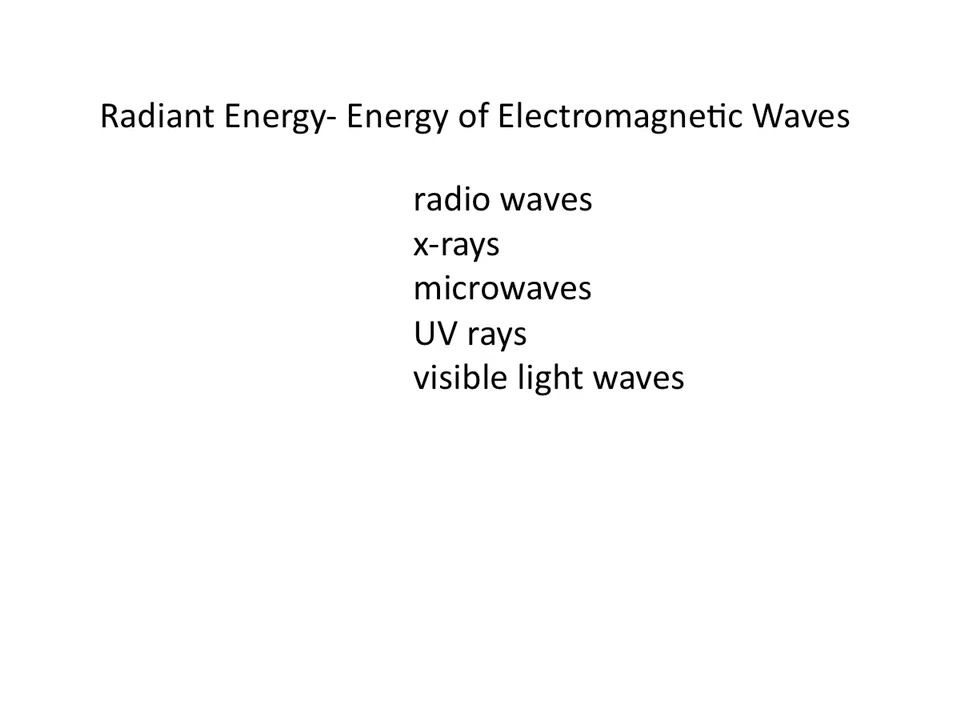 Radiant Energy- Energy of Electromagnetic Waves
radio waves
x-rays
microwaves
UV rays
visible light waves